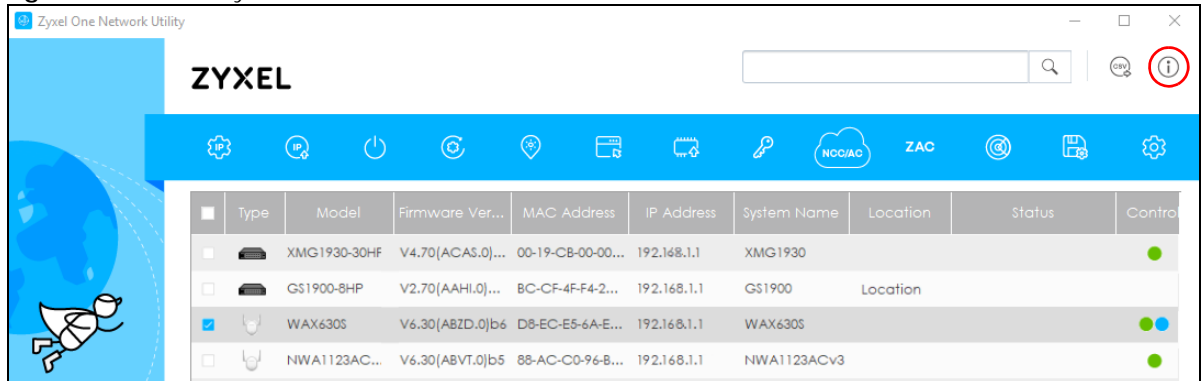 Zyxel One Network Utility
ZYXEL
CSV
IP IP NCC/AC ZAC
Type Model Firmware Ver... MAC Address IP Address System Name Location Status Control
XMG1930-30HP V4.70(ACAS.0)... 00-19-CB-00-00... 192.168.1.1 XMG1930
GS1900-8HP V2.70(AAHI.0)... BC-CF-4F-F4-2... 192.168.1.1 GS1900 Location
WAX630S V6.30(ABZD.0)b6 D8-EC-E5-6A-E... 192.168.1.1 WAX630S
NWA1123AC... V6.30(ABVT.0)b5 88-AC-C0-96-B... 192.168.1.1 NWA1123ACv3